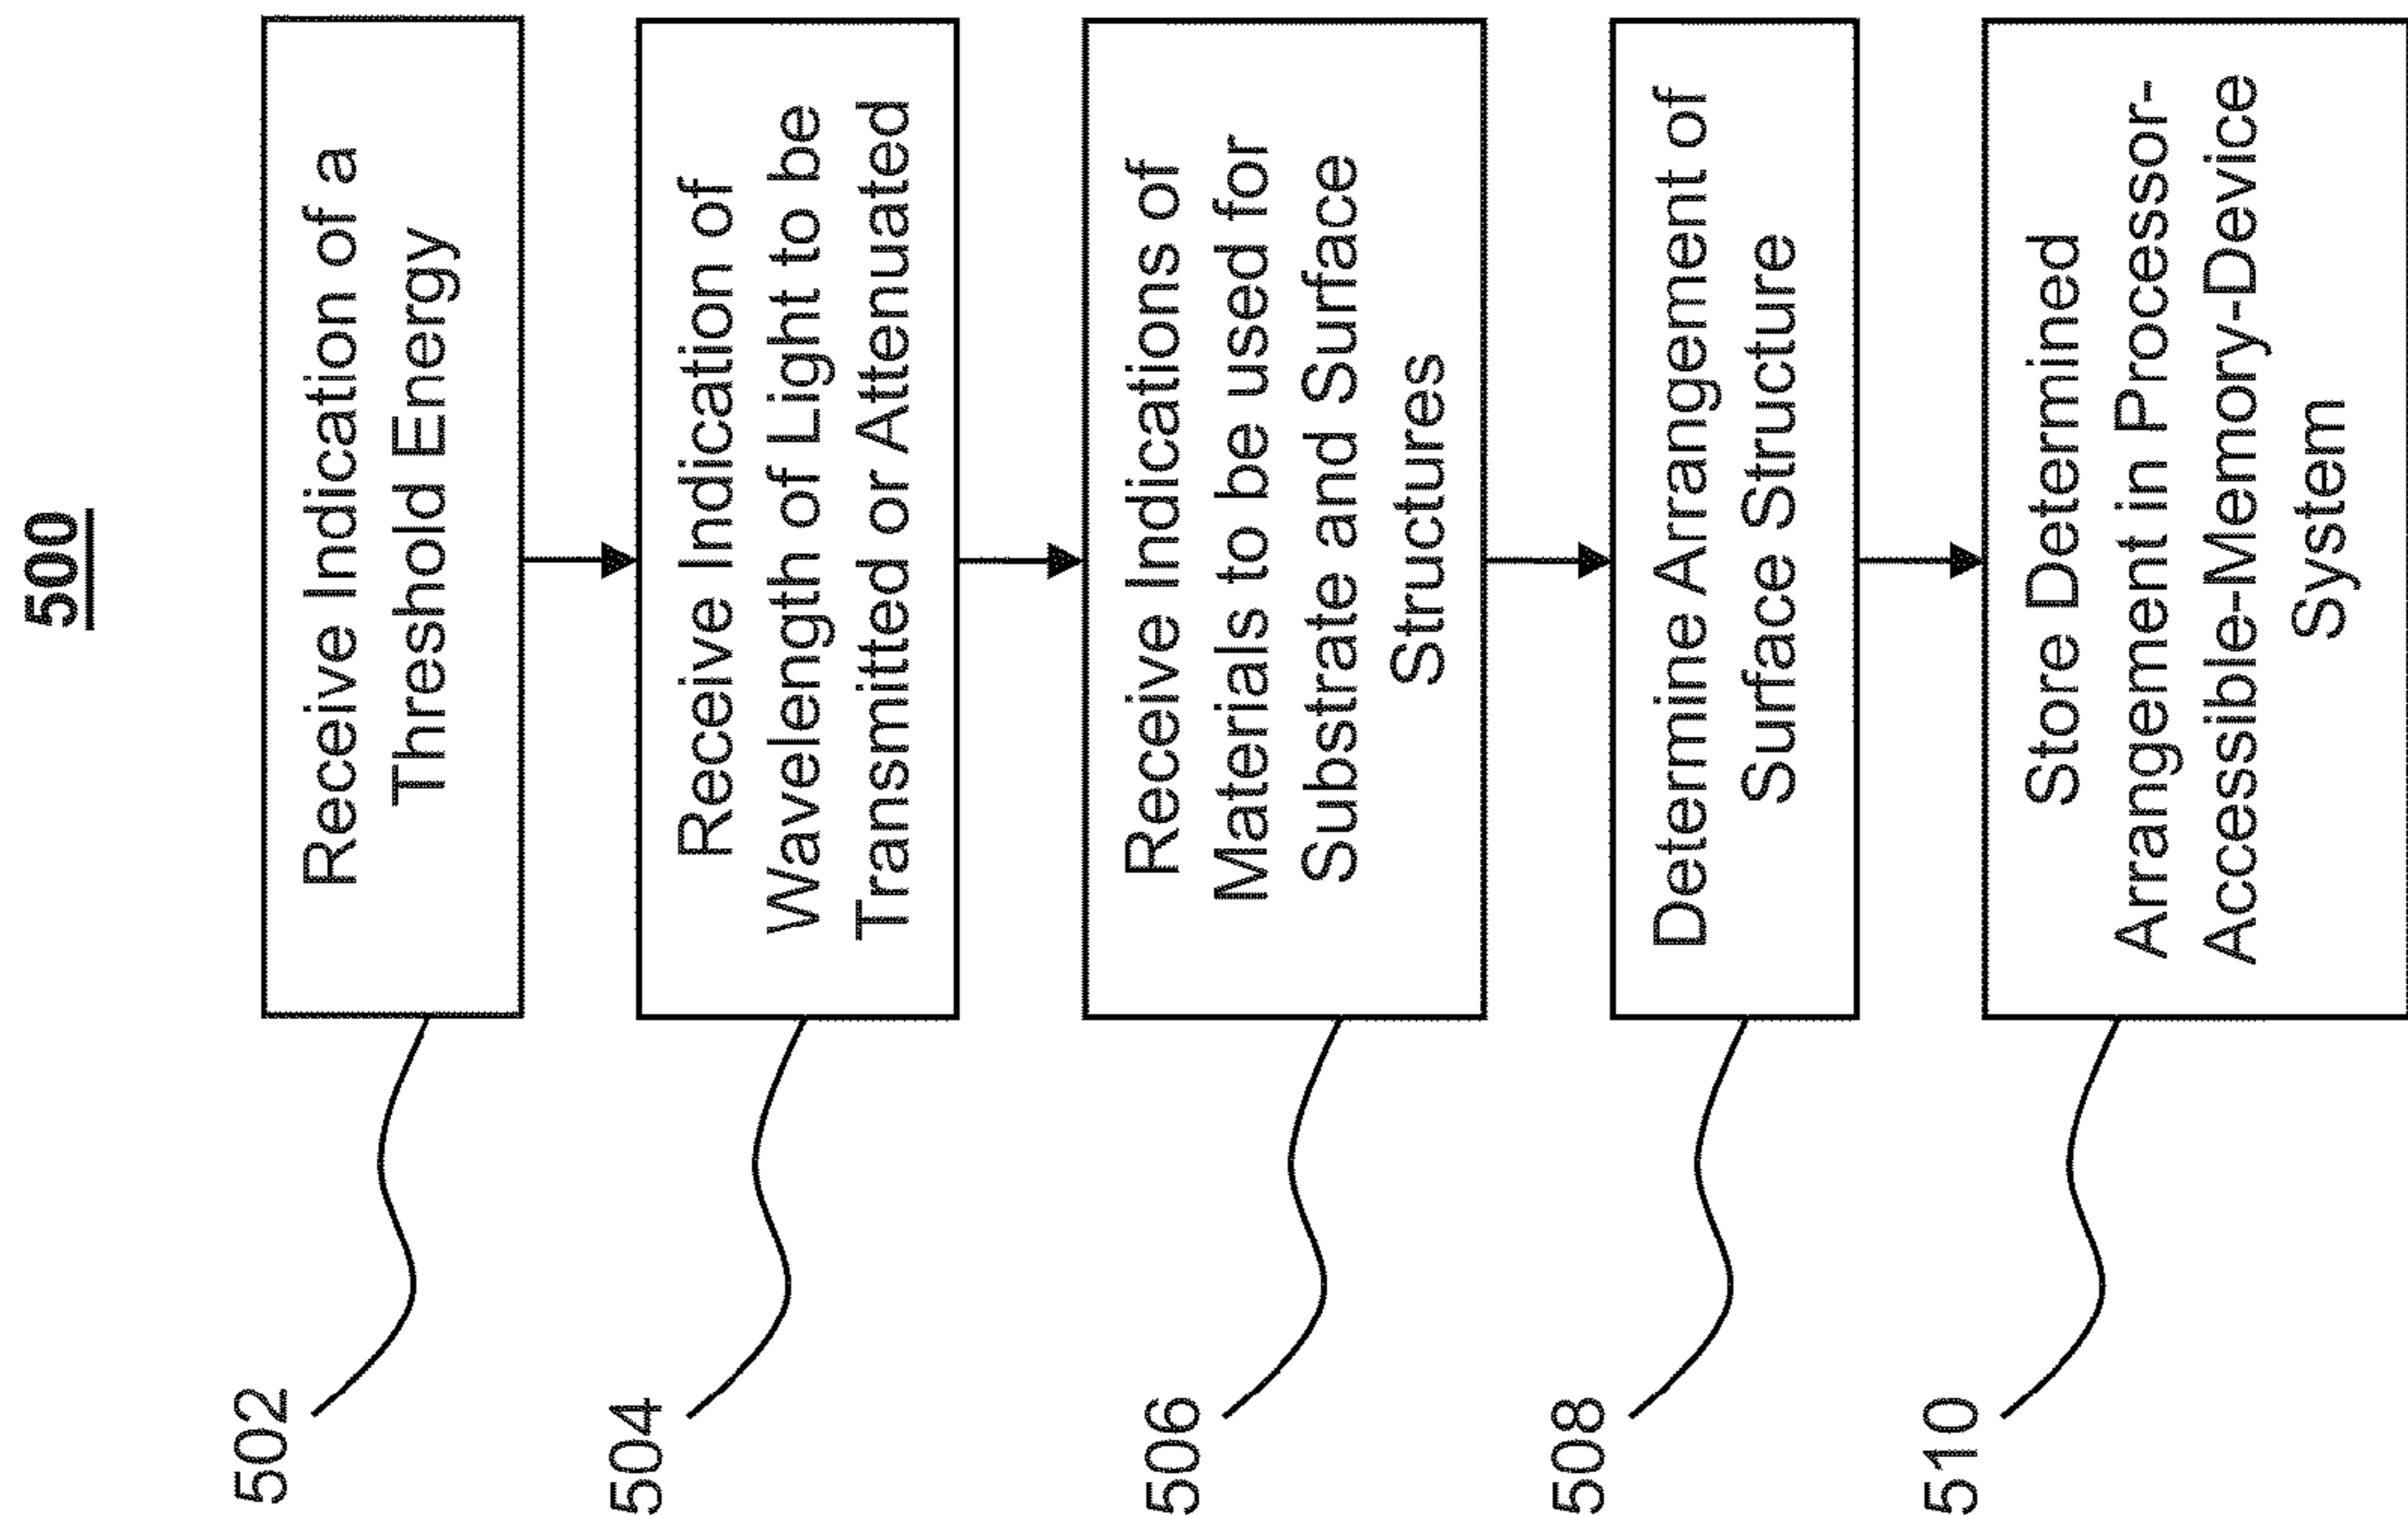 500
502
Receive Indication of a
Threshold Energy
504
Receive Indication of
Wavelength of Light to be
Transmitted or Attenuated
506
Receive Indications of
Materials to be used for
Substrate and Surface
Structures
508
Determine Arrangement of
Surface Structure
510
Store Determined
Arrangement in Processor-
Accessible-Memory-Device
System